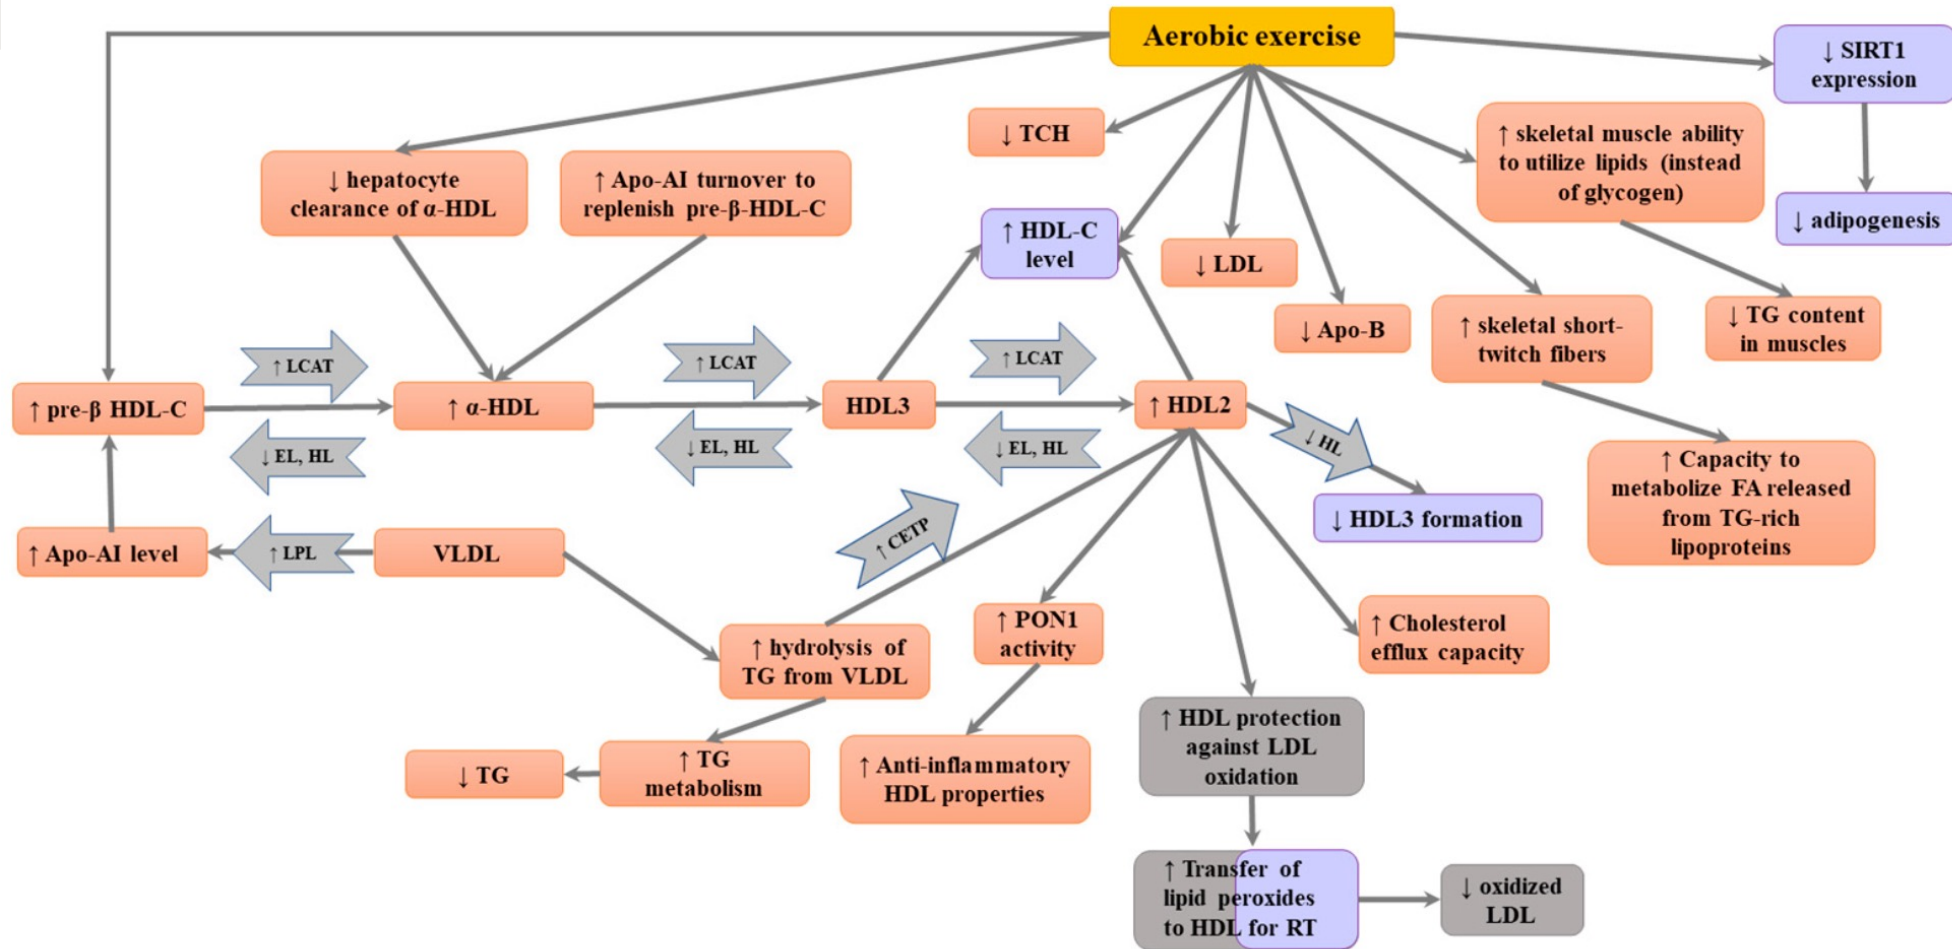 Aerobic exercise
↓ SIRT1
expression
↓ TCH
↑ skeletal muscle ability
to utilize lipids (instead
of glycogen)
↓ hepatocyte
clearance of α-HDL
↑ Apo-AI turnover to
replenish pre-β-HDL-C
↑ HDL-C
level
↓ adipogenesis
↓ LDL
↓ Apo-B
↑ skeletal short-
twitch fibers
↓ TG content
in muscles
↑ LCAT
↑ LCAT
↑ LCAT
↑ pre-β HDL-C
↑ α-HDL
HDL3
↑ HDL2
↓ EL, HL
↓ EL, HL
↓ EL, HL
↓ HL
↑ Capacity to
metabolize FA released
from TG-rich
lipoproteins
↓ HDL3 formation
↑ Apo-AI level
↑ LPL
VLDL
↑ CETP
↑ hydrolysis of
TG from VLDL
↑ PON1
activity
↑ Cholesterol
efflux capacity
↓ TG
↑ TG
metabolism
↑ Anti-inflammatory
HDL properties
↑ HDL protection
against LDL
oxidation
↑ Transfer of
lipid peroxides
to HDL for RT
↓ oxidized
LDL